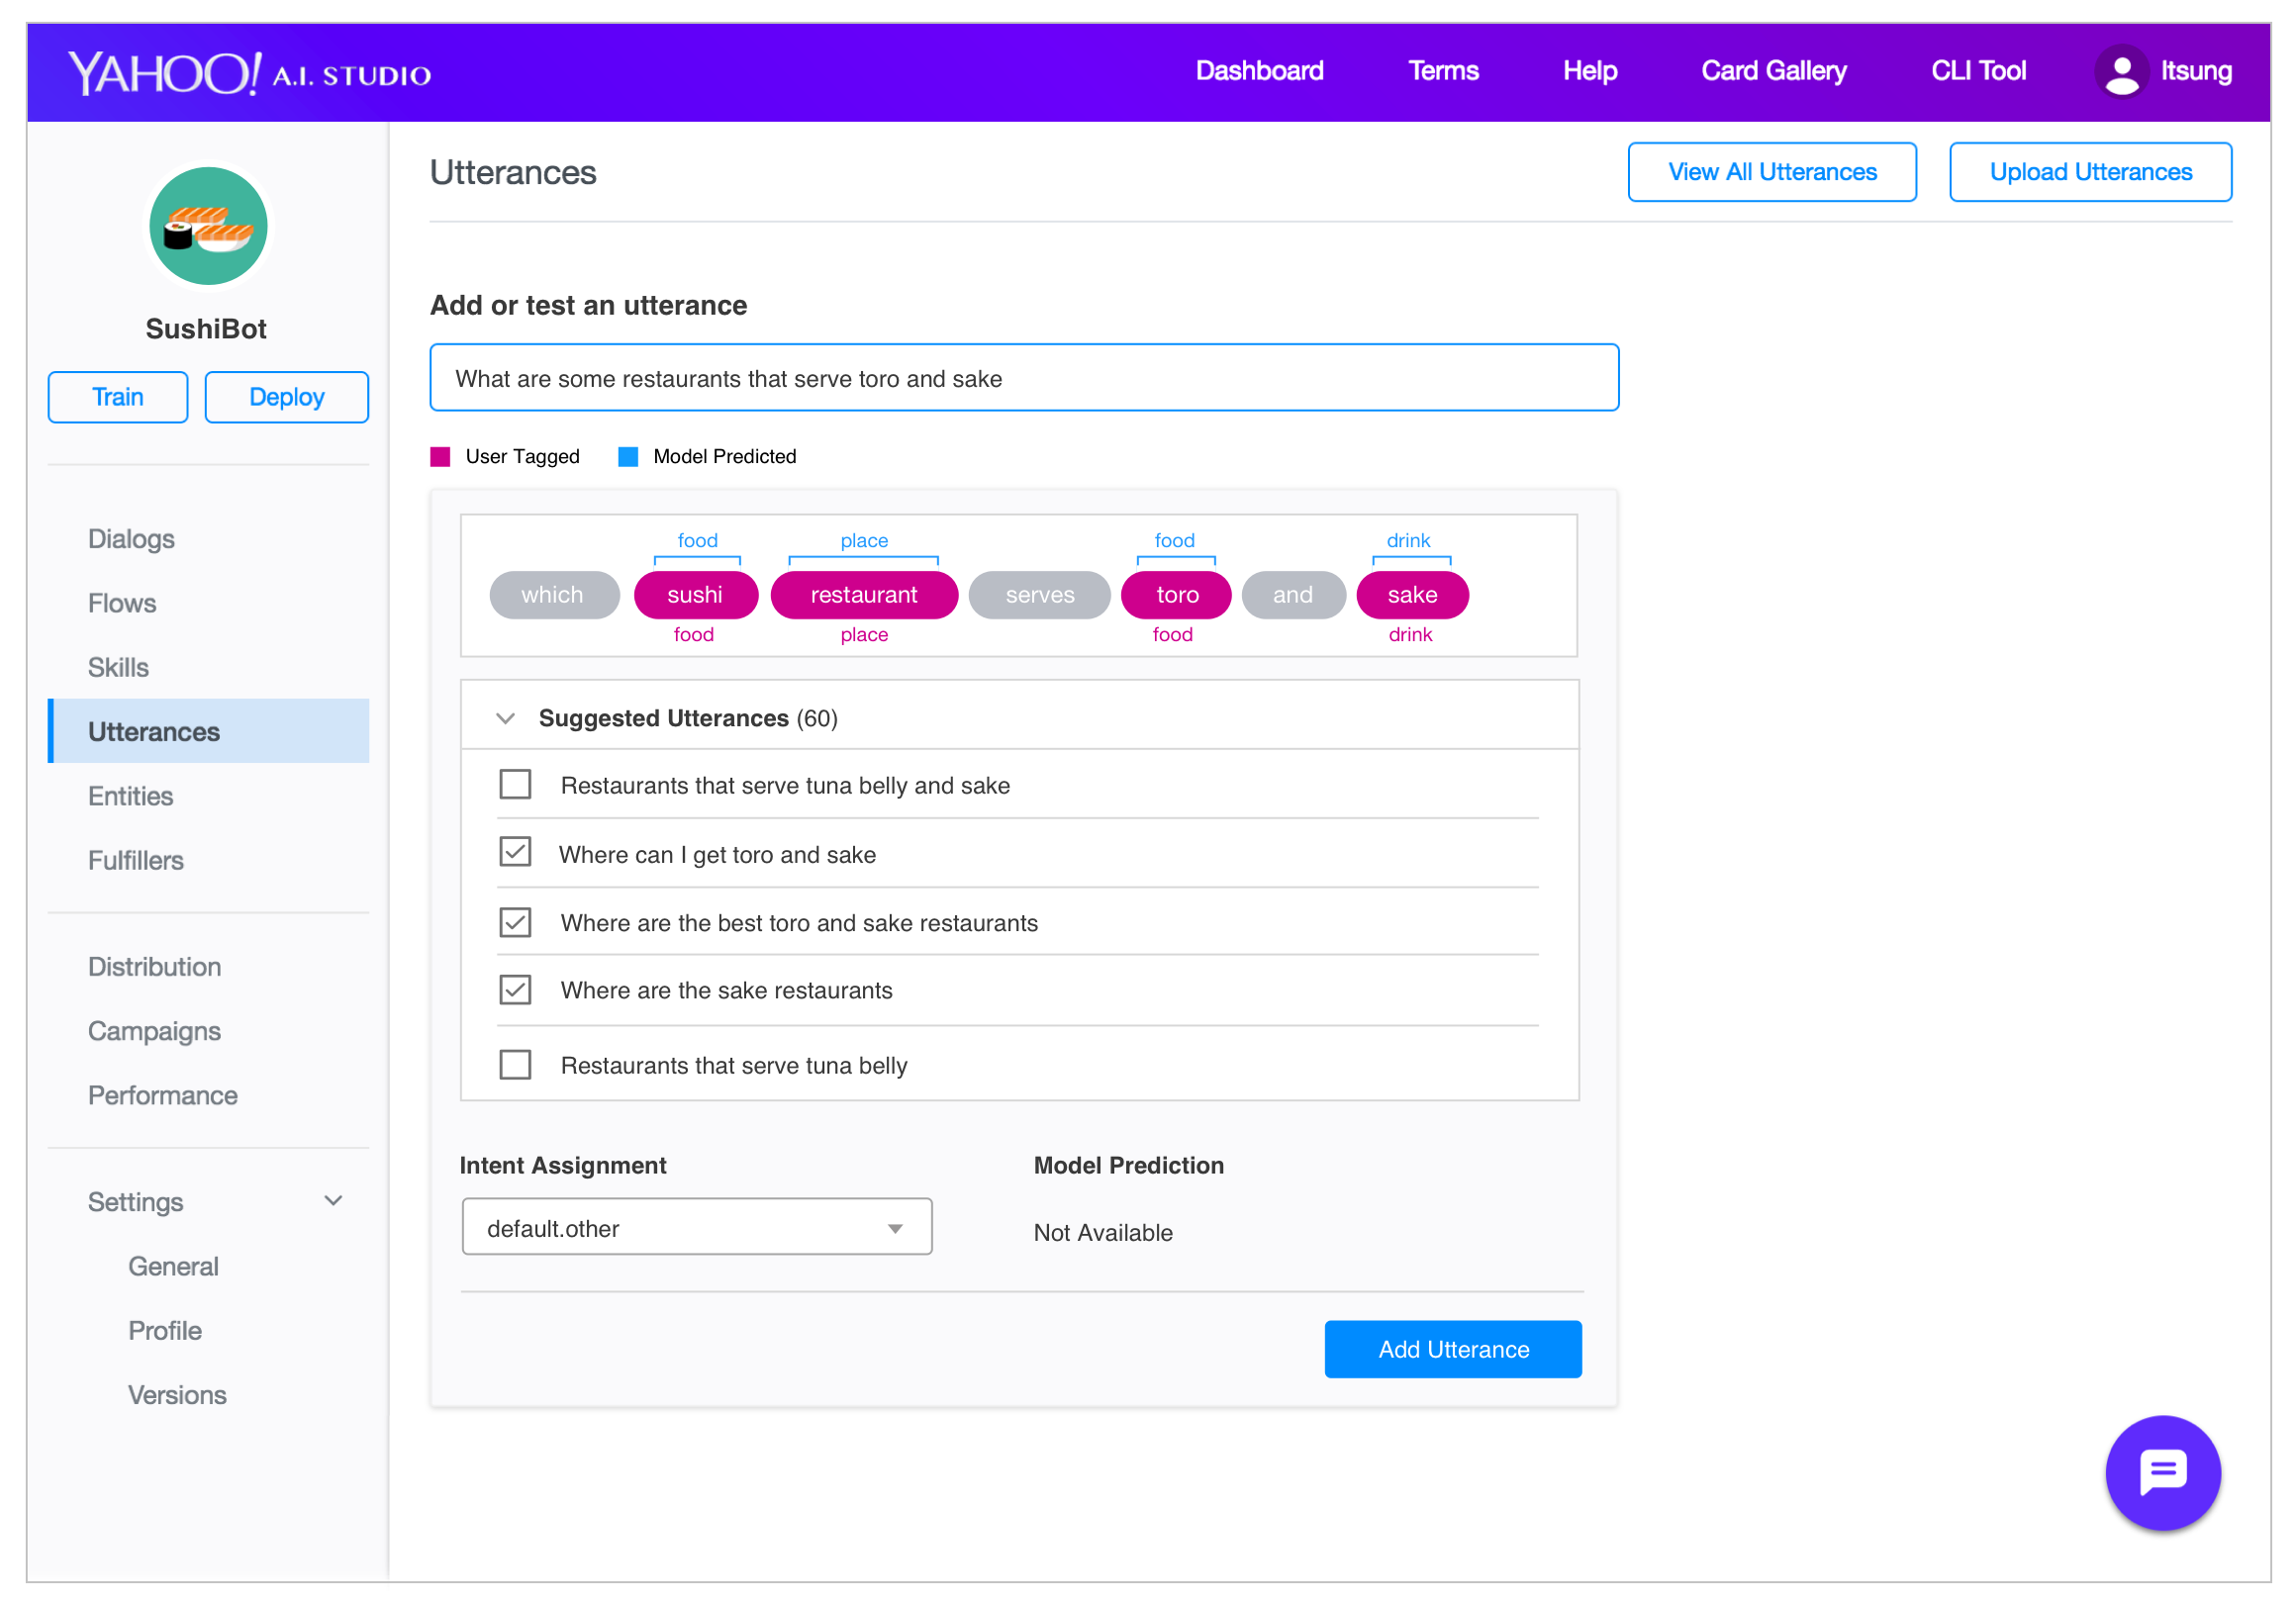 YAHOO! A.I. STUDIO
Dashboard
Terms
Help
Card Gallery
CLI Tool
Itsung
SushiBot
Train
Deploy
Dialogs
Flows
Skills
Utterances
Entities
Fulfillers
Distribution
Campaigns
Performance
Settings
General
Profile
Versions
Utterances
View All Utterances
Upload Utterances
Add or test an utterance
What are some restaurants that serve toro and sake
User Tagged
Model Predicted
food place food drink
which sushi restaurant serves toro and sake
food place food drink
Suggested Utterances (60)
Restaurants that serve tuna belly and sake
Where can I get toro and sake
Where are the best toro and sake restaurants
Where are the sake restaurants
Restaurants that serve tuna belly
Intent Assignment
default.other
Model Prediction
Not Available
Add Utterance